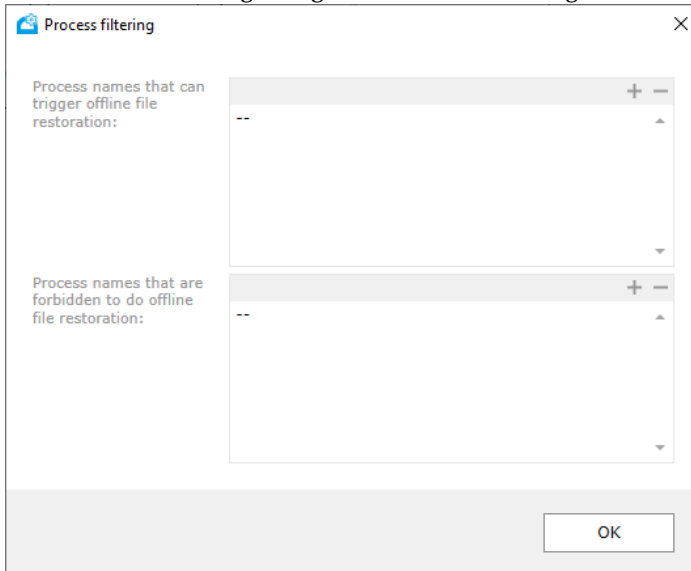 Process filtering
Process names that can
trigger offline file
restoration:
--
Process names that are
forbidden to do offline
file restoration:
--
OK